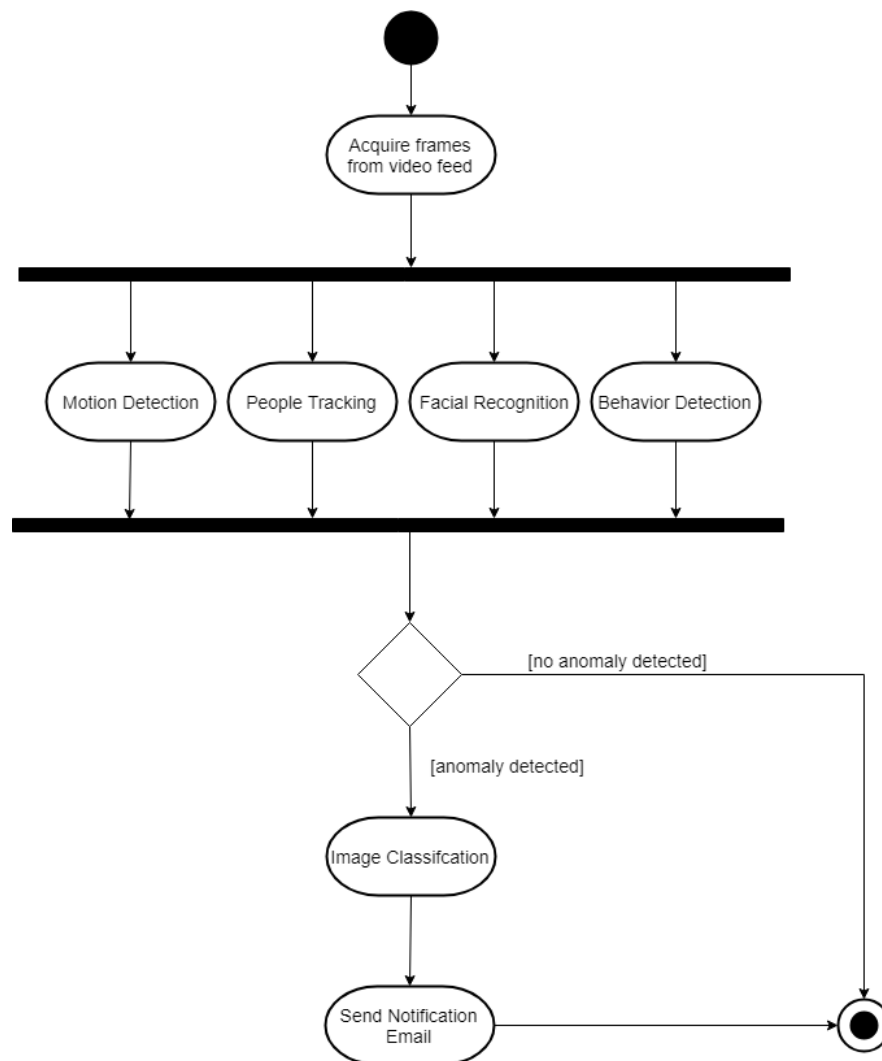 Acquire frames
from video feed
Motion Detection
People Tracking
Facial Recognition
Behavior Detection
[no anomaly detected]
[anomaly detected]
Image Classifcation
Send Notification
Email